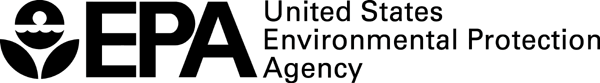 EPA
United States
Environmental Protection
Agency